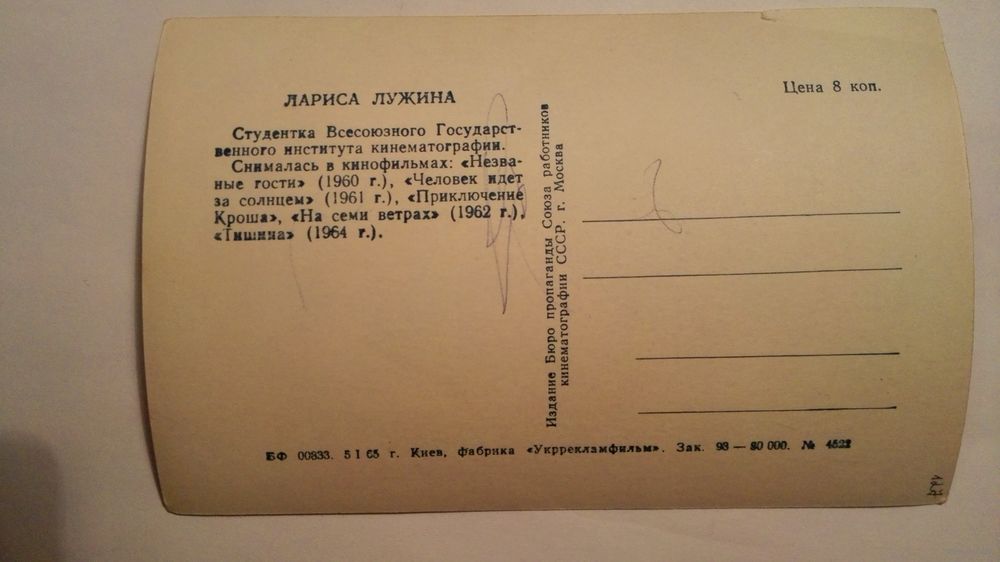 ЛАРИСА ЛУЖИНА
Студентка Всесоюзного Государст-
венного института кинематографии.
Снималась в кинофильмах: «Незва-
ные гости» (1960 г.), «Человек идет
за солнцем» (1961 г.), «Приключение
Кроша», «На семи ветрах» (1962 г.),
«Тишина» (1964 г.).
Издание Бюро пропаганды Союза работников
кинематографии СССР. г. Москва
Цена 8 коп.
БФ 00833. 5 I 65 г. Киев, фабрика «Укррекламфильм». Зак. 93 — 80 000. № 4522
117